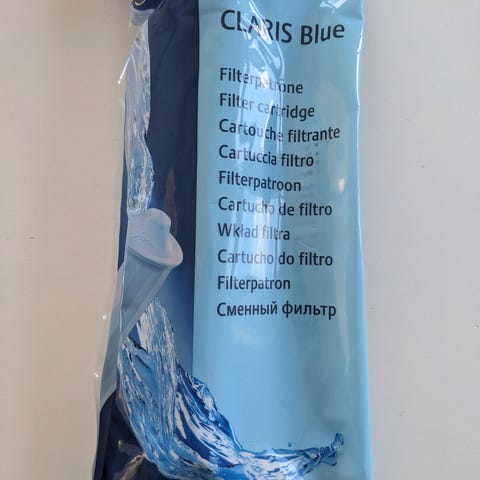 CLARIS Blue
Filterpatrone
Filter cartridge
Cartouche filtrante
Cartuccia filtro
Filterpatroon
Cartucho de filtro
Wkład filtra
Cartucho do filtro
Filterpatron
Сменный фильтр